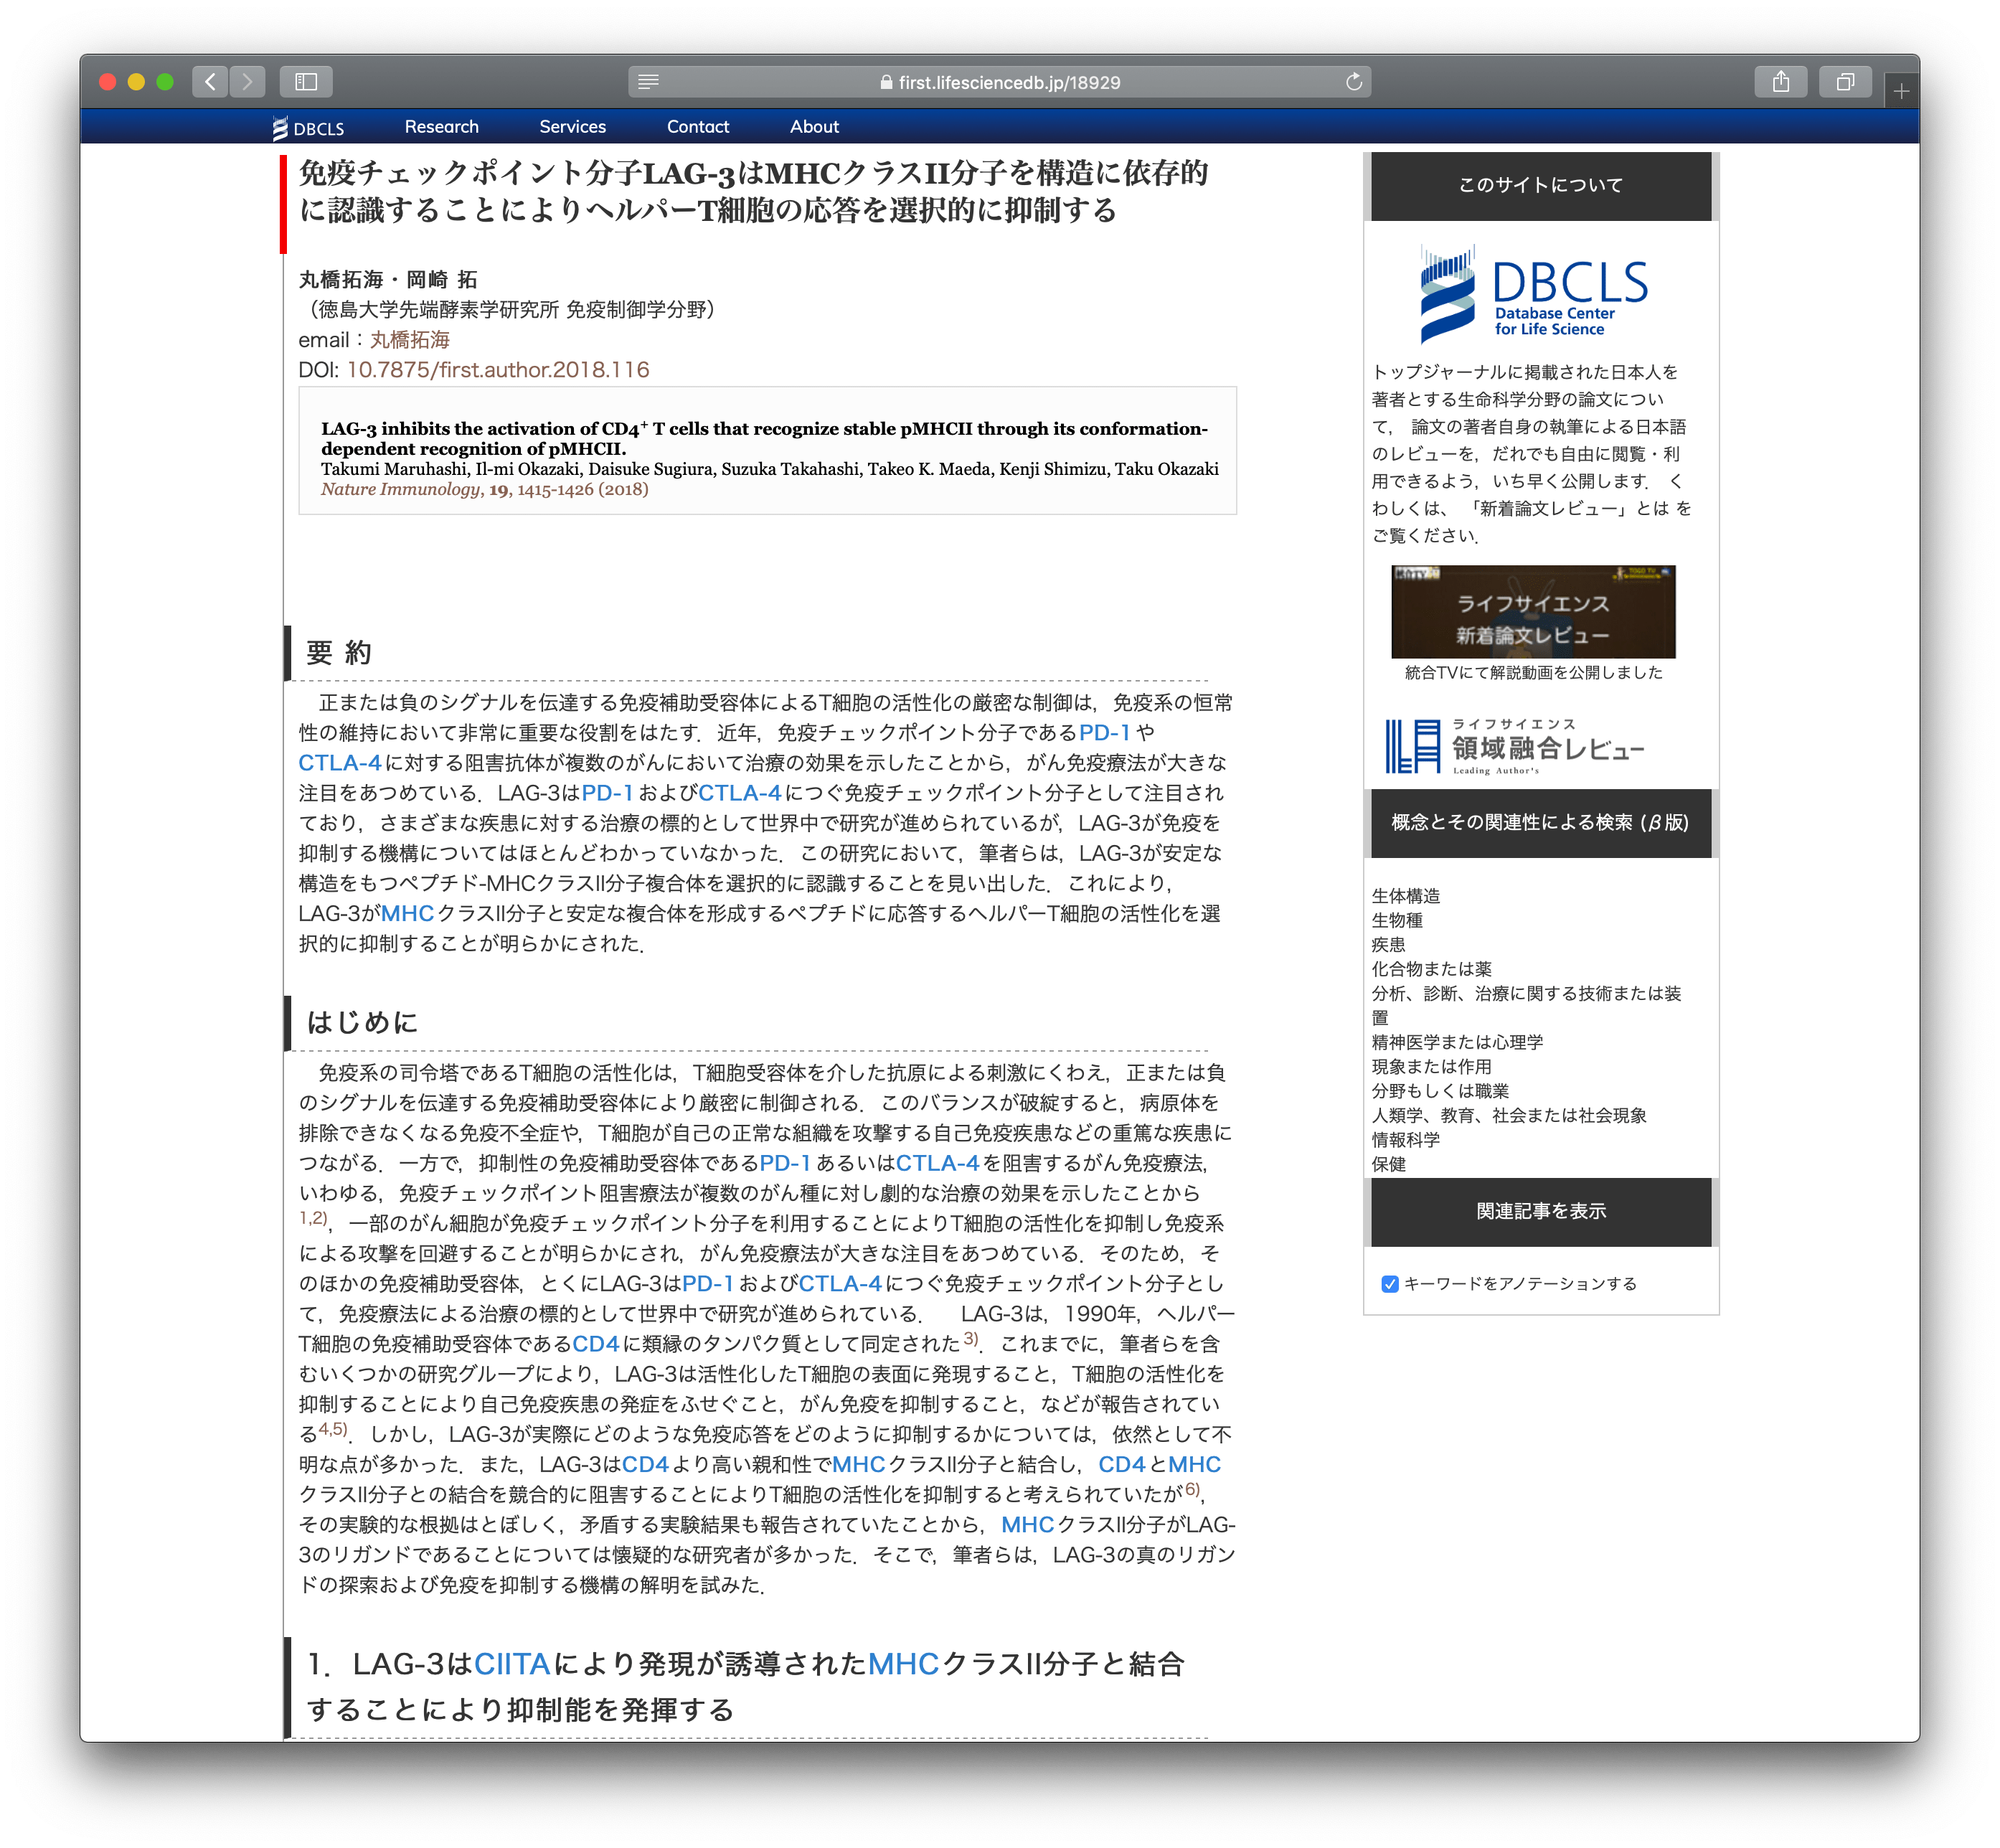 first.lifesciencedb.jp/18929
DBCLS Research Services Contact About
免疫チェックポイント分子LAG-3はMHCクラスII分子を構造に依存的
に認識することによりヘルパーT細胞の応答を選択的に抑制する
丸橋拓海・岡崎 拓
（徳島大学先端酵素学研究所 免疫制御学分野）
email：丸橋拓海
DOI: 10.7875/first.author.2018.116
LAG-3 inhibits the activation of CD4+ T cells that recognize stable pMHCII through its conformation-
dependent recognition of pMHCII.
Takumi Maruhashi, Il-mi Okazaki, Daisuke Sugiura, Suzuka Takahashi, Takeo K. Maeda, Kenji Shimizu, Taku Okazaki
Nature Immunology, 19, 1415-1426 (2018)
要 約
正または負のシグナルを伝達する免疫補助受容体によるT細胞の活性化の厳密な制御は，免疫系の恒常
性の維持において非常に重要な役割をはたす．近年，免疫チェックポイント分子であるPD-1や
CTLA-4に対する阻害抗体が複数のがんにおいて治療の効果を示したことから，がん免疫療法が大きな
注目をあつめている．LAG-3はPD-1およびCTLA-4につぐ免疫チェックポイント分子として注目され
ており，さまざまな疾患に対する治療の標的として世界中で研究が進められているが，LAG-3が免疫を
抑制する機構についてはほとんどわかっていなかった．この研究において，筆者らは，LAG-3が安定な
構造をもつペプチド-MHCクラスII分子複合体を選択的に認識することを見い出した．これにより，
LAG-3がMHCクラスII分子と安定な複合体を形成するペプチドに応答するヘルパーT細胞の活性化を選
択的に抑制することが明らかにされた．
はじめに
免疫系の司令塔であるT細胞の活性化は，T細胞受容体を介した抗原による刺激にくわえ，正または負
のシグナルを伝達する免疫補助受容体により厳密に制御される．このバランスが破綻すると，病原体を
排除できなくなる免疫不全症や，T細胞が自己の正常な組織を攻撃する自己免疫疾患などの重篤な疾患に
つながる．一方で，抑制性の免疫補助受容体であるPD-1あるいはCTLA-4を阻害するがん免疫療法，
いわゆる，免疫チェックポイント阻害療法が複数のがん種に対し劇的な治療の効果を示したことから
1,2)，一部のがん細胞が免疫チェックポイント分子を利用することによりT細胞の活性化を抑制し免疫系
による攻撃を回避することが明らかにされ，がん免疫療法が大きな注目をあつめている．そのため，そ
のほかの免疫補助受容体，とくにLAG-3はPD-1およびCTLA-4につぐ免疫チェックポイント分子とし
て，免疫療法による治療の標的として世界中で研究が進められている． LAG-3は，1990年，ヘルパー
T細胞の免疫補助受容体であるCD4に類縁のタンパク質として同定された3)．これまでに，筆者らを含
むいくつかの研究グループにより，LAG-3は活性化したT細胞の表面に発現すること，T細胞の活性化を
抑制することにより自己免疫疾患の発症をふせぐこと，がん免疫を抑制すること，などが報告されてい
る4,5)．しかし，LAG-3が実際にどのような免疫応答をどのように抑制するかについては，依然として不
明な点が多かった．また，LAG-3はCD4より高い親和性でMHCクラスII分子と結合し，CD4とMHC
クラスII分子との結合を競合的に阻害することによりT細胞の活性化を抑制すると考えられていたが6)，
その実験的な根拠はとぼしく，矛盾する実験結果も報告されていたことから，MHCクラスII分子がLAG-
3のリガンドであることについては懐疑的な研究者が多かった．そこで，筆者らは，LAG-3の真のリガン
ドの探索および免疫を抑制する機構の解明を試みた．
1．LAG-3はCIITAにより発現が誘導されたMHCクラスII分子と結合
することにより抑制能を発揮する
このサイトについて
DBCLS
Database Center
for Life Science
トップジャーナルに掲載された日本人を
著者とする生命科学分野の論文につい
て， 論文の著者自身の執筆による日本語
のレビューを，だれでも自由に閲覧・利
用できるよう，いち早く公開します． く
わしくは、 「新着論文レビュー」とは を
ご覧ください．
統合TV TOGO TV
ライフサイエンス
新着論文レビュー
統合TVにて解説動画を公開しました
ライフサイエンス
領域融合レビュー
Leading Author's
概念とその関連性による検索 (β版)
生体構造
生物種
疾患
化合物または薬
分析、診断、治療に関する技術または装
置
精神医学または心理学
現象または作用
分野もしくは職業
人類学、教育、社会または社会現象
情報科学
保健
関連記事を表示
キーワードをアノテーションする